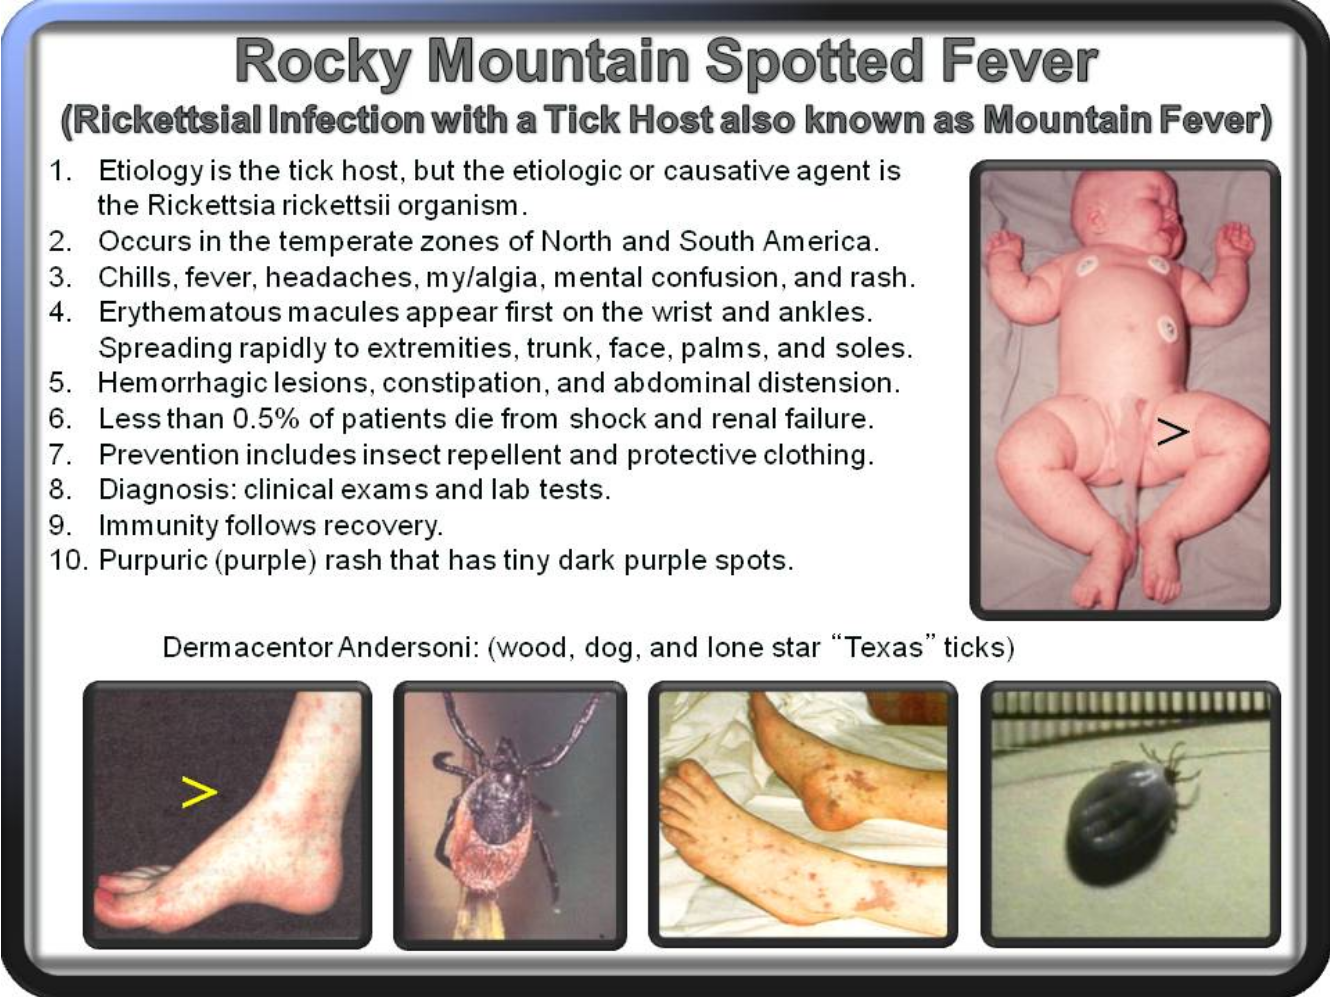 Rocky Mountain Spotted Fever
(Rickettsial Infection with a Tick Host also known as Mountain Fever)
1. Etiology is the tick host, but the etiologic or causative agent is
the Rickettsia rickettsii organism.
2. Occurs in the temperate zones of North and South America.
3. Chills, fever, headaches, my/algia, mental confusion, and rash.
4. Erythematous macules appear first on the wrist and ankles.
Spreading rapidly to extremities, trunk, face, palms, and soles.
5. Hemorrhagic lesions, constipation, and abdominal distension.
6. Less than 0.5% of patients die from shock and renal failure.
7. Prevention includes insect repellent and protective clothing.
8. Diagnosis: clinical exams and lab tests.
9. Immunity follows recovery.
10. Purpuric (purple) rash that has tiny dark purple spots.
>
Dermacentor Andersoni: (wood, dog, and lone star “Texas” ticks)
>